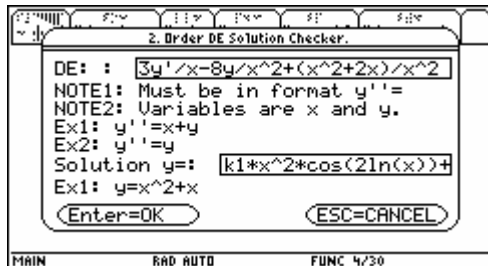 2. Order DE Solution Checker.
DE: : 3y'/x-8y/x^2+(x^2+2x)/x^2
NOTE1: Must be in format y''=
NOTE2: Variables are x and y.
Ex1: y''=x+y
Ex2: y''=y
Solution y=: k1*x^2*cos(2ln(x))+
Ex1: y=x^2+x
Enter=OK ESC=CANCEL
MAIN RAD AUTO FUNC 4/30